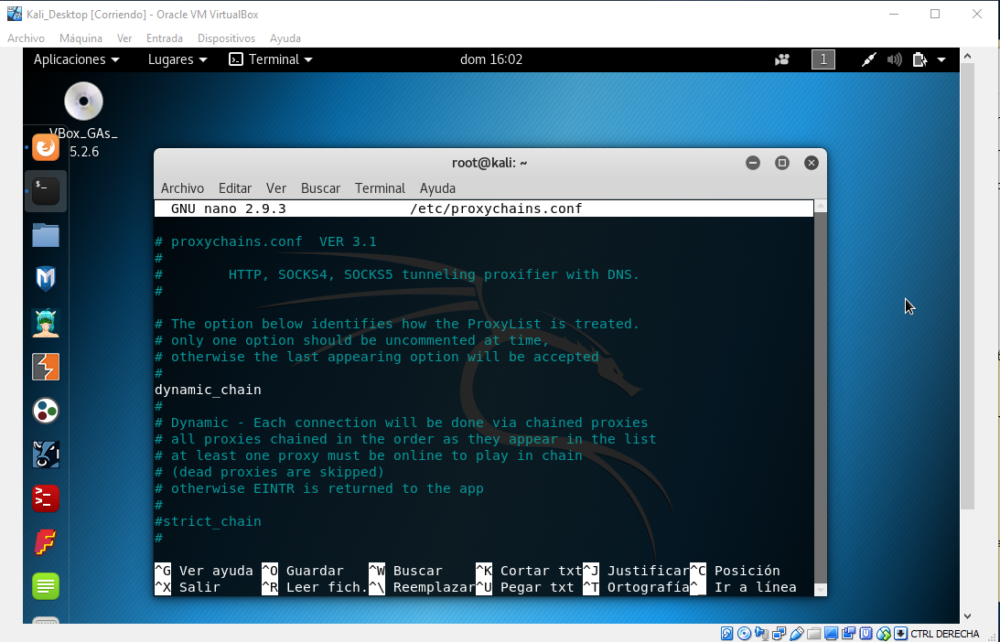 Kali_Desktop [Corriendo] - Oracle VM VirtualBox
Archivo Máquina Ver Entrada Dispositivos Ayuda
Aplicaciones Lugares Terminal dom 16:02 1
VBox_GAs_
5.2.6
root@kali: ~
Archivo Editar Ver Buscar Terminal Ayuda
GNU nano 2.9.3 /etc/proxychains.conf
# proxychains.conf  VER 3.1
#
#        HTTP, SOCKS4, SOCKS5 tunneling proxifier with DNS.
#
# The option below identifies how the ProxyList is treated.
# only one option should be uncommented at time,
# otherwise the last appearing option will be accepted
#
dynamic_chain
#
# Dynamic - Each connection will be done via chained proxies
# all proxies chained in the order as they appear in the list
# at least one proxy must be online to play in chain
# (dead proxies are skipped)
# otherwise EINTR is returned to the app
#
#strict_chain
#
^G Ver ayuda ^O Guardar ^W Buscar ^K Cortar txt ^J Justificar ^C Posición
^X Salir ^R Leer fich. ^\ Reemplazar ^U Pegar txt ^T Ortografía ^_ Ir a línea
CTRL DERECHA